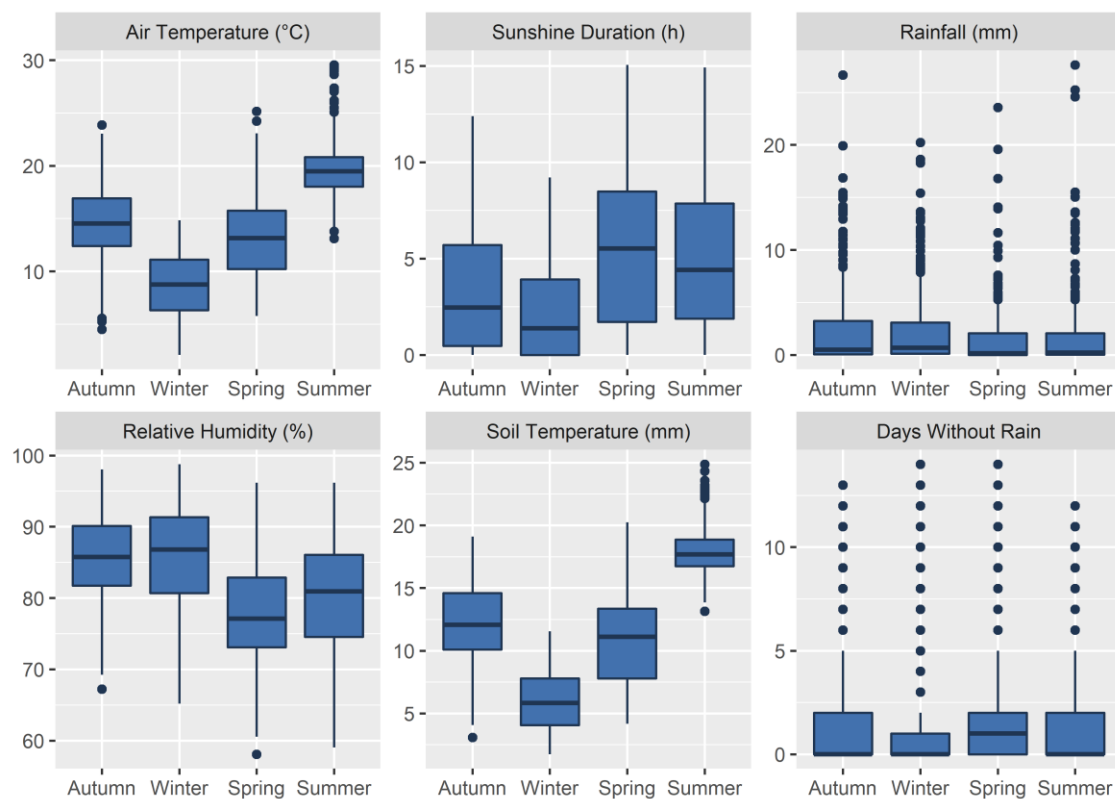 Air Temperature (°C)
30
20
10
Autumn Winter Spring Summer
Sunshine Duration (h)
15
10
5
0
Autumn Winter Spring Summer
Rainfall (mm)
20
10
0
Autumn Winter Spring Summer
Relative Humidity (%)
100
90
80
70
60
Autumn Winter Spring Summer
Soil Temperature (mm)
25
20
15
10
5
Autumn Winter Spring Summer
Days Without Rain
10
5
0
Autumn Winter Spring Summer